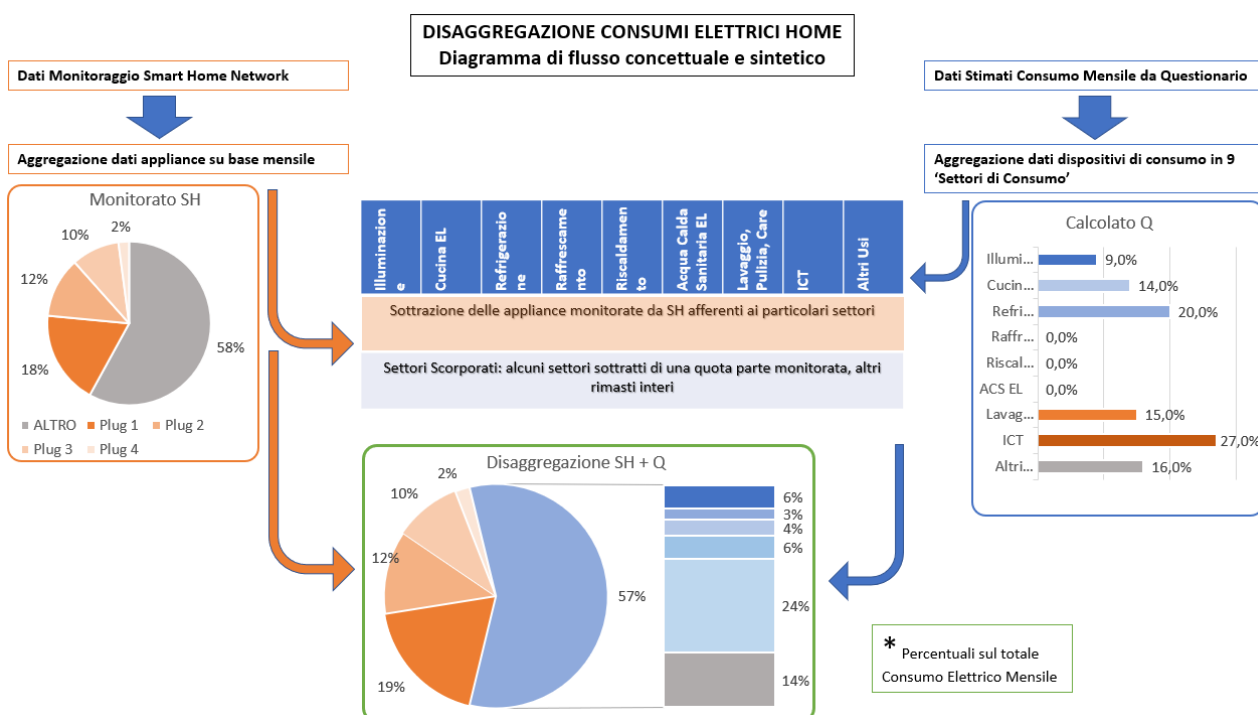 DISAGGREGAZIONE CONSUMI ELETTRICI HOME
Diagramma di flusso concettuale e sintetico
Dati Monitoraggio Smart Home Network
Dati Stimati Consumo Mensile da Questionario
Aggregazione dati appliance su base mensile
Aggregazione dati dispositivi di consumo in 9
‘Settori di Consumo’
Monitorato SH
2%
10%
12%
18%
58%
ALTRO Plug 1 Plug 2
Plug 3 Plug 4
Illuminazion
e
Cucina EL
Refrigerazio
ne
Raffrescame
nto
Riscaldamen
to
Acqua Calda
Sanitaria EL
Lavaggio,
Pulizia, Care
ICT
Altri Usi
Sottrazione delle appliance monitorate da SH afferenti ai particolari settori
Settori Scorporati: alcuni settori sottratti di una quota parte monitorata, altri
rimasti interi
Calcolato Q
Illumi... 9,0%
Cucin... 14,0%
Refri... 20,0%
Raffr... 0,0%
Riscal... 0,0%
ACS EL 0,0%
Lavag... 15,0%
ICT 27,0%
Altri... 16,0%
Disaggregazione SH + Q
2%
10%
12%
19%
57%
6%
3%
4%
6%
24%
14%
* Percentuali sul totale
Consumo Elettrico Mensile